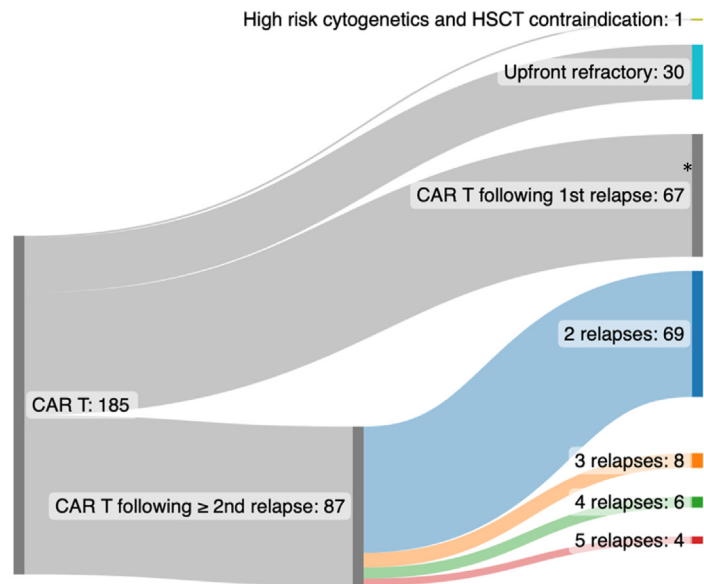 High risk cytogenetics and HSCT contraindication: 1
Upfront refractory: 30
*
CAR T following 1st relapse: 67
2 relapses: 69
CAR T: 185
3 relapses: 8
CAR T following ≥ 2nd relapse: 87
4 relapses: 6
5 relapses: 4